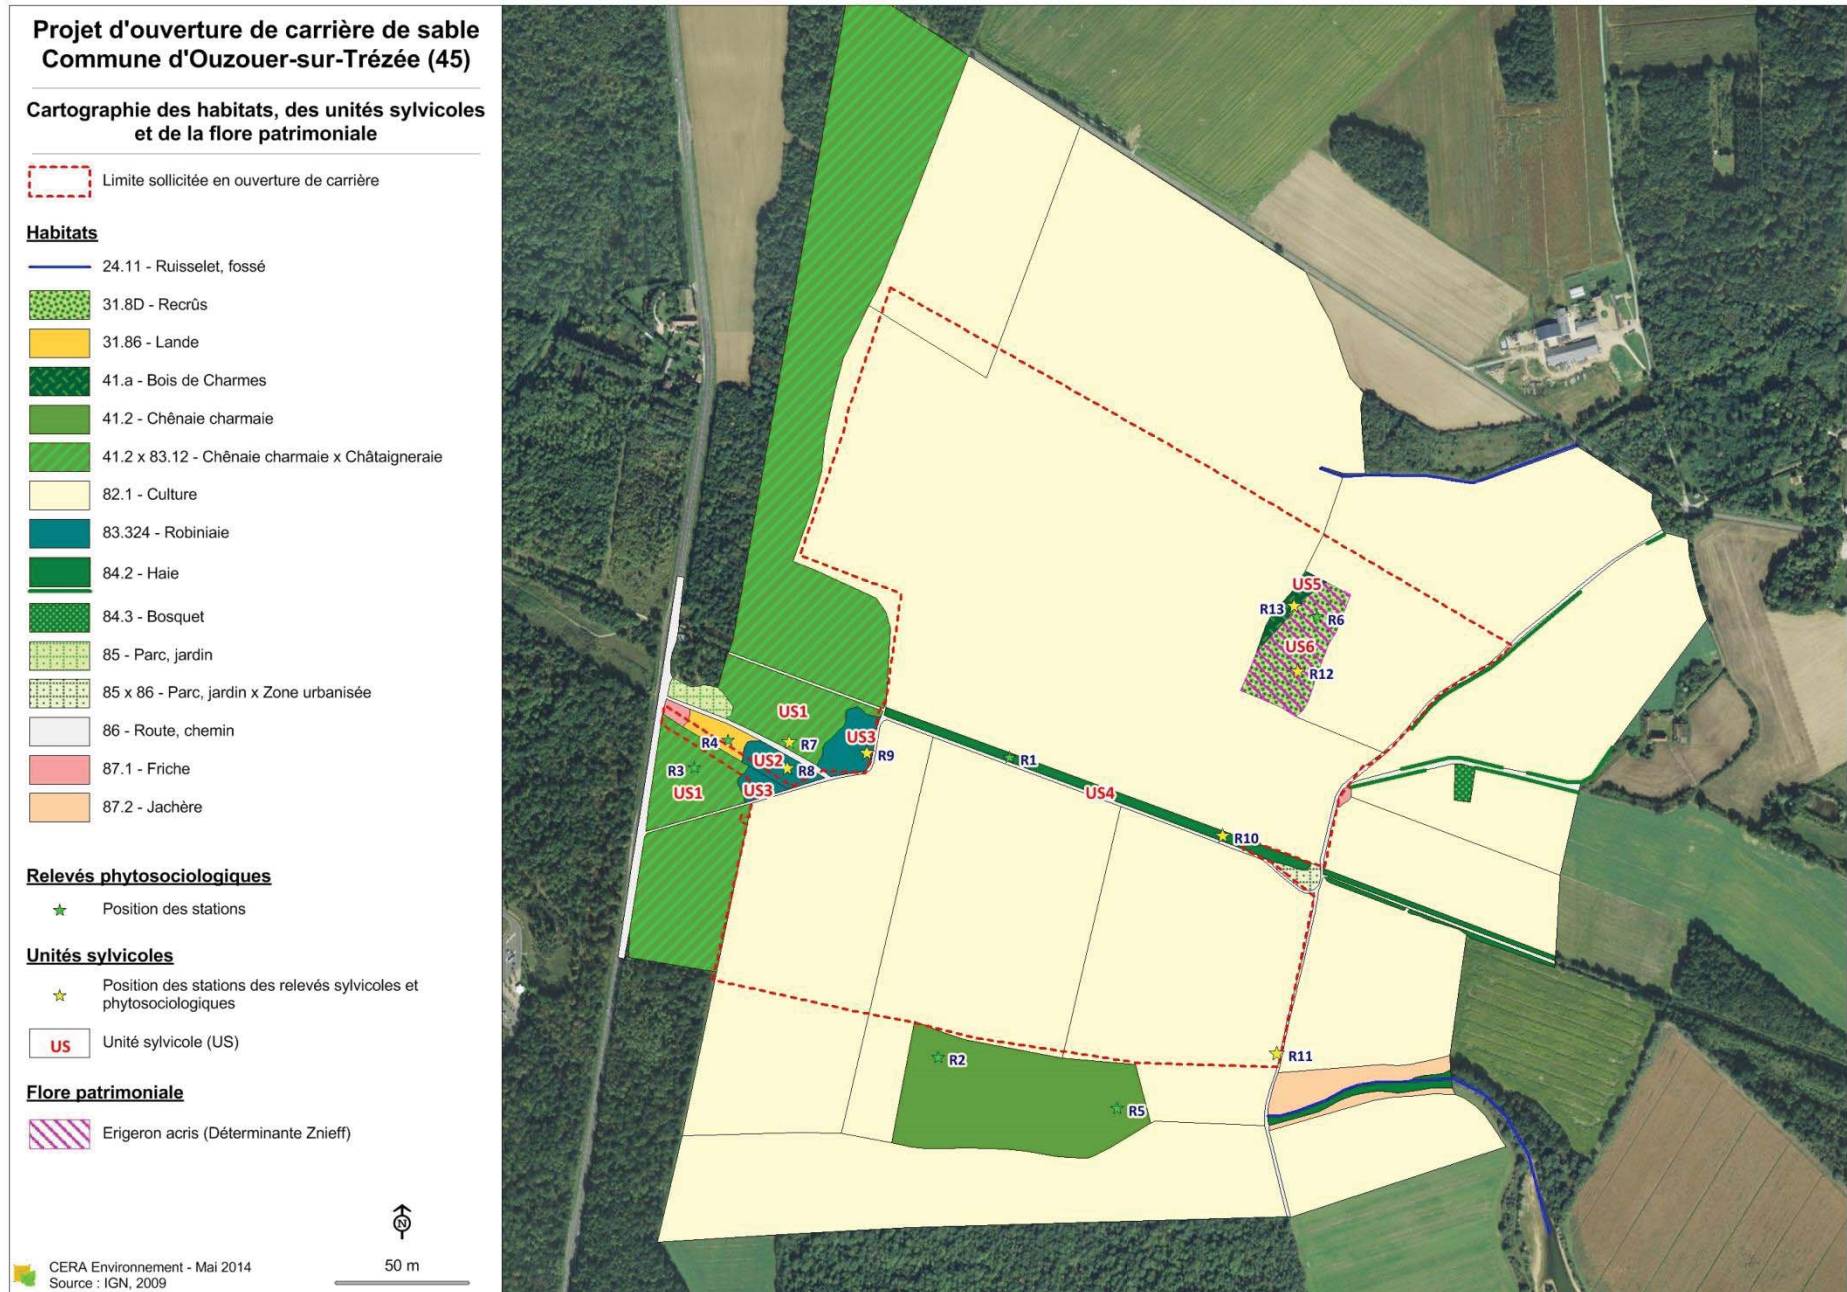 Projet d'ouverture de carrière de sable
Commune d'Ouzouer-sur-Trézée (45)
Cartographie des habitats, des unités sylvicoles
et de la flore patrimoniale
Limite sollicitée en ouverture de carrière
Habitats
24.11 - Ruisselet, fossé
31.8D - Recrûs
31.86 - Lande
41.a - Bois de Charmes
41.2 - Chênaie charmaie
41.2 x 83.12 - Chênaie charmaie x Châtaigneraie
82.1 - Culture
83.324 - Robiniaie
84.2 - Haie
84.3 - Bosquet
85 - Parc, jardin
85 x 86 - Parc, jardin x Zone urbanisée
86 - Route, chemin
87.1 - Friche
87.2 - Jachère
Relevés phytosociologiques
Position des stations
Unités sylvicoles
Position des stations des relevés sylvicoles et
phytosociologiques
US
Unité sylvicole (US)
Flore patrimoniale
Erigeron acris (Déterminante Znieff)
N
50 m
CERA Environnement - Mai 2014
Source : IGN, 2009
US5
R13
R6
US6
R12
US1
R4
R7
US3
R9
R3
US2
R8
US1
US3
R1
US4
R10
R2
R11
R5